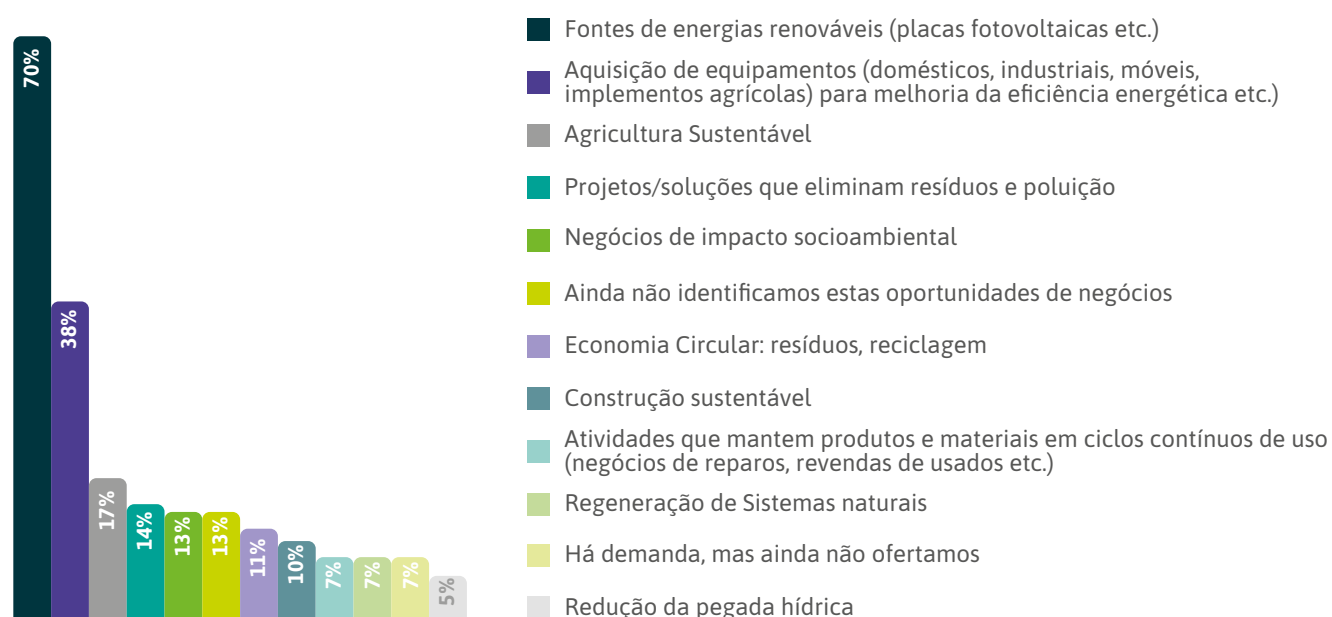 70%
38%
17%
14%
13%
13%
11%
10%
7%
7%
7%
5%
Fontes de energias renováveis (placas fotovoltaicas etc.)
Aquisição de equipamentos (domésticos, industriais, móveis,
implementos agrícolas) para melhoria da eficiência energética etc.)
Agricultura Sustentável
Projetos/soluções que eliminam resíduos e poluição
Negócios de impacto socioambiental
Ainda não identificamos estas oportunidades de negócios
Economia Circular: resíduos, reciclagem
Construção sustentável
Atividades que mantem produtos e materiais em ciclos contínuos de uso
(negócios de reparos, revendas de usados etc.)
Regeneração de Sistemas naturais
Há demanda, mas ainda não ofertamos
Redução da pegada hídrica